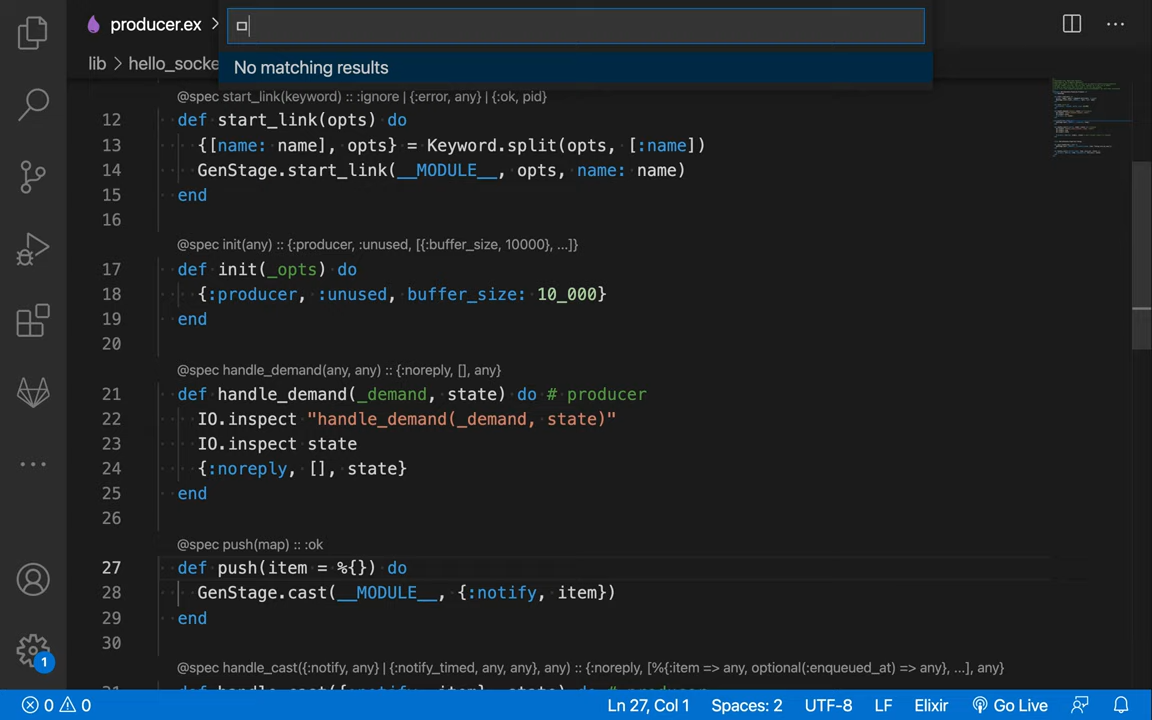 producer.ex
ㅁ
lib > hello_socke
No matching results
@spec start_link(keyword) :: :ignore | {:error, any} | {:ok, pid}
12 def start_link(opts) do
13 {[name: name], opts} = Keyword.split(opts, [:name])
14 GenStage.start_link(__MODULE__, opts, name: name)
15 end
16
@spec init(any) :: {:producer, :unused, [{:buffer_size, 10000}, ...]}
17 def init(_opts) do
18 {:producer, :unused, buffer_size: 10_000}
19 end
20
@spec handle_demand(any, any) :: {:noreply, [], any}
21 def handle_demand(_demand, state) do # producer
22 IO.inspect "handle_demand(_demand, state)"
23 IO.inspect state
24 {:noreply, [], state}
25 end
26
@spec push(map) :: :ok
27 def push(item = %{}) do
28 GenStage.cast(__MODULE__, {:notify, item})
29 end
30
@spec handle_cast({:notify, any} | {:notify_timed, any, any}, any) :: {:noreply, [%{:item => any, optional(:enqueued_at) => any}, ...], any}
1
0 0 Ln 27, Col 1 Spaces: 2 UTF-8 LF Elixir Go Live